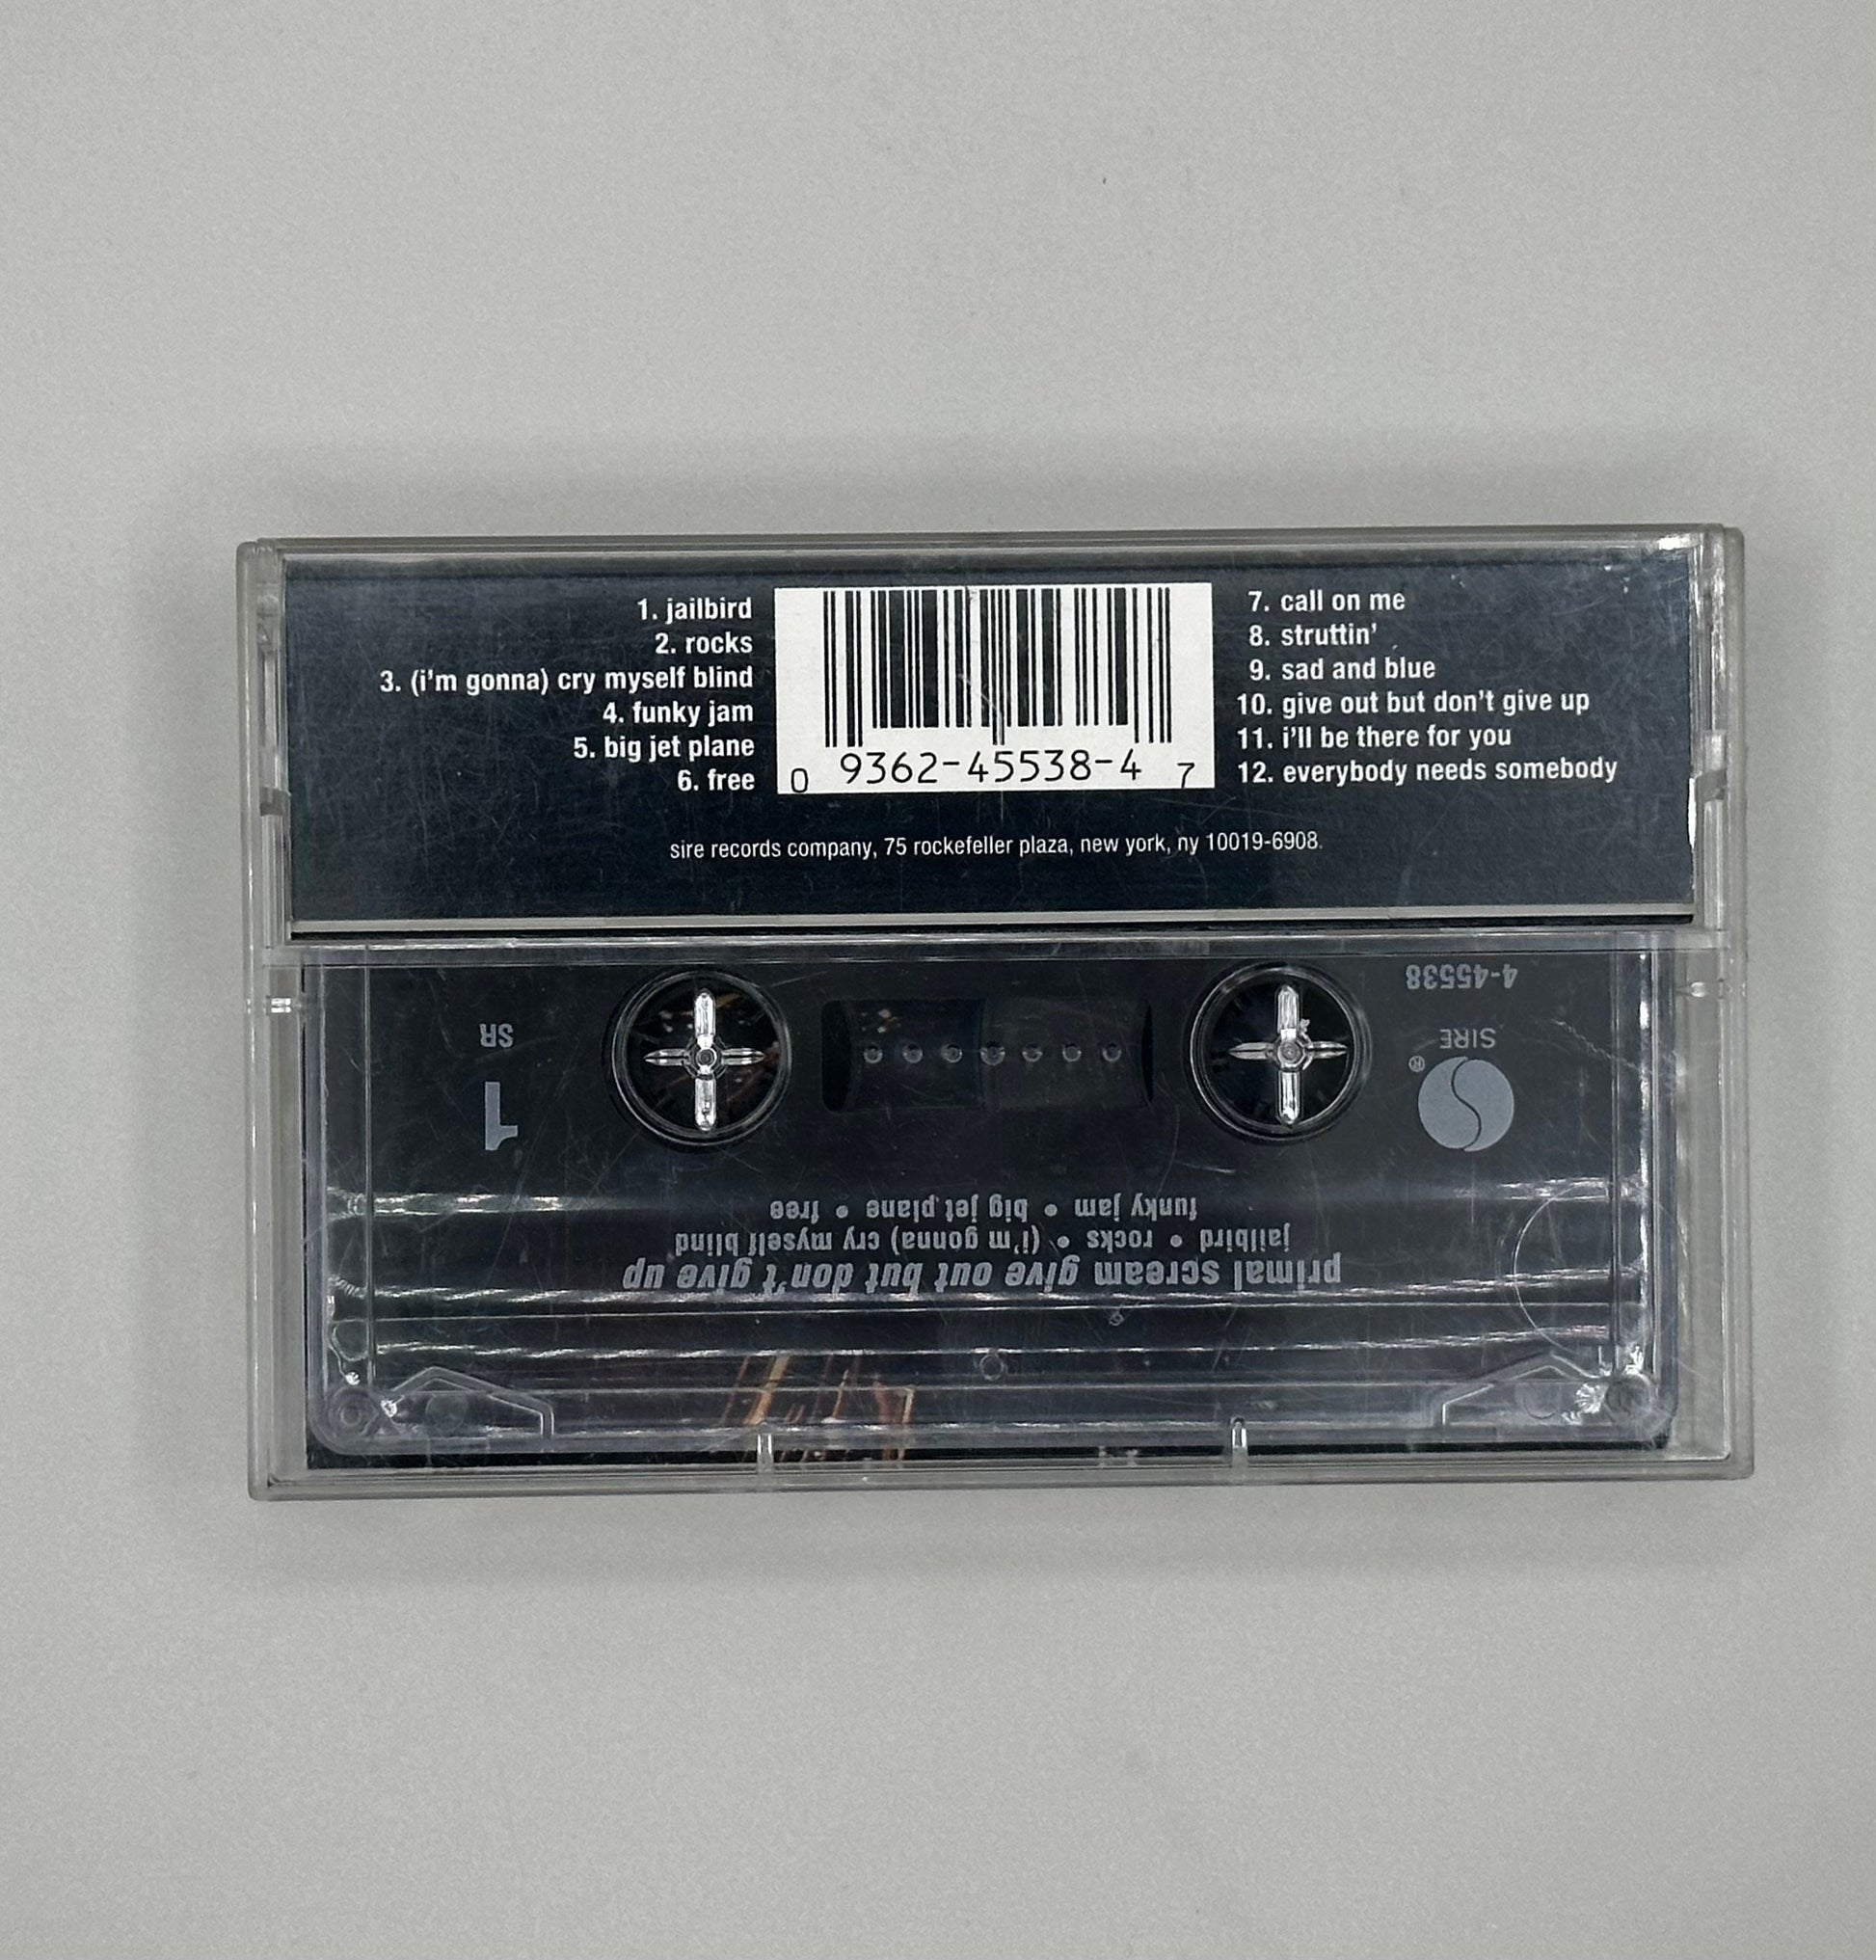 1. jailbird
2. rocks
3. (i'm gonna) cry myself blind
4. funky jam
5. big jet plane
6. free
0 9362-45538-4 7
7. call on me
8. struttin'
9. sad and blue
10. give out but don't give up
11. i'll be there for you
12. everybody needs somebody
sire records company, 75 rockefeller plaza, new york, ny 10019-6908.
primal scream give out but don't give up
jailbird • rocks • (i'm gonna) cry myself blind
funky jam • big jet plane • free
SIRE
®
4-45538
1
SR